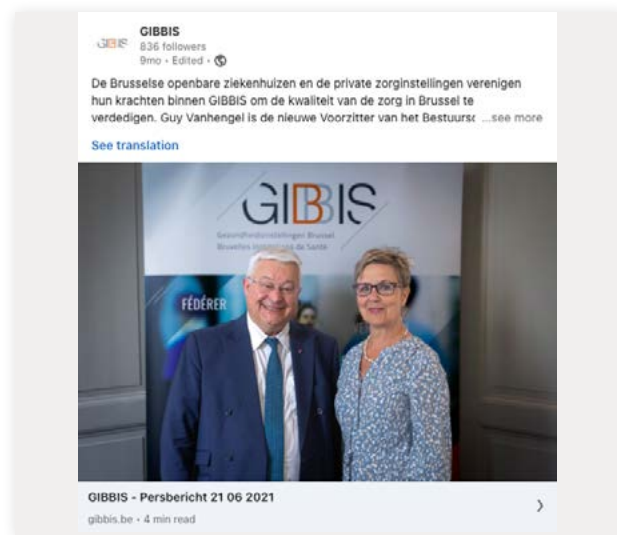 GIBBIS
836 followers
9mo • Edited •
De Brusselse openbare ziekenhuizen en de private zorginstellingen verenigen
hun krachten binnen GIBBIS om de kwaliteit van de zorg in Brussel te
verdedigen. Guy Vanhengel is de nieuwe Voorzitter van het ...see more
See translation
GIBBIS
Gezondheidsinstellingen Brussel
Bruxelles Institutions de Santé
FÉDÉRER
GIBBIS - Persbericht 21 06 2021
gibbis.be • 4 min read